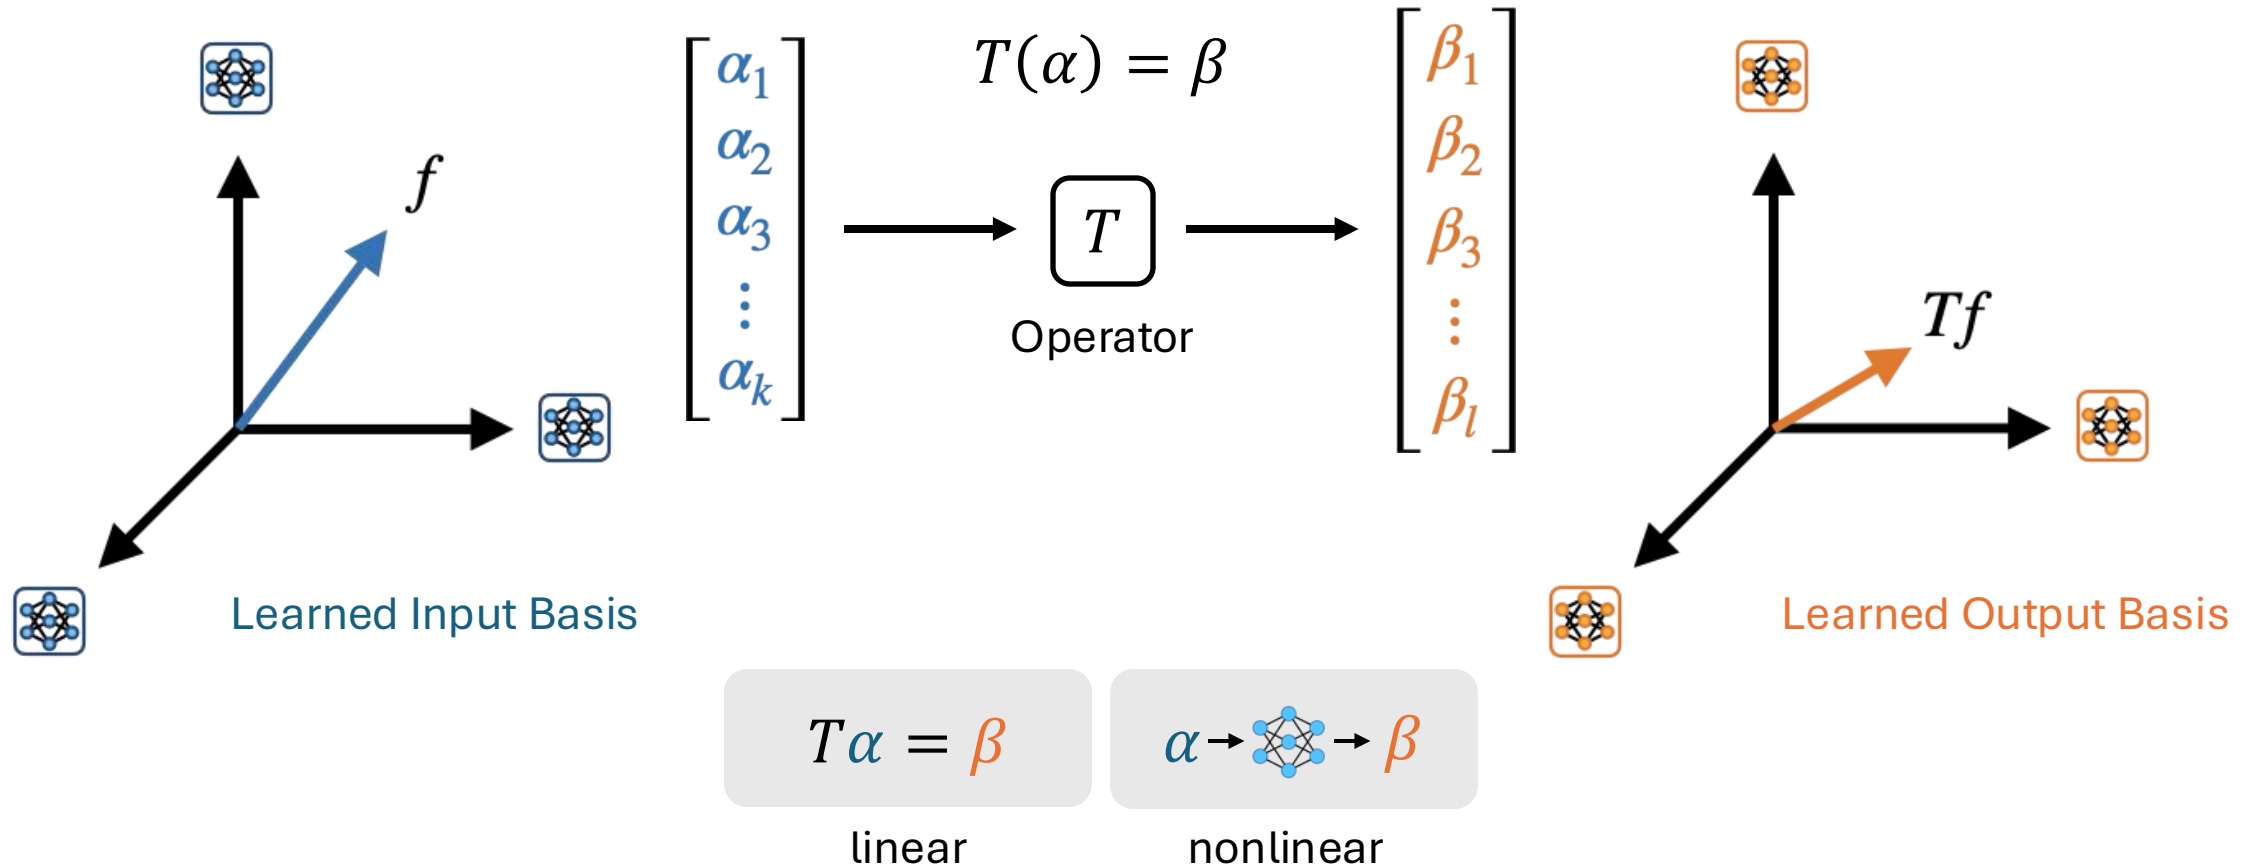 f
Learned Input Basis
α1
α2
α3
⋮
αk
T(α) = β
T
Operator
β1
β2
β3
⋮
βl
Tf
Learned Output Basis
Tα = β
linear
α → → β
nonlinear